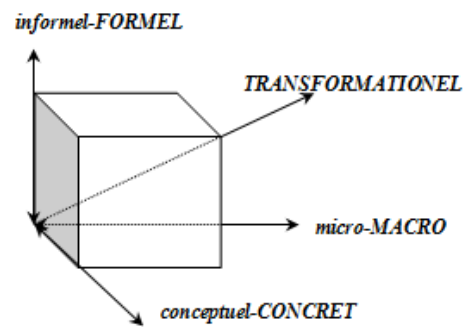 informel-FORMEL
TRANSFORMATIONEL
micro-MACRO
conceptuel-CONCRET